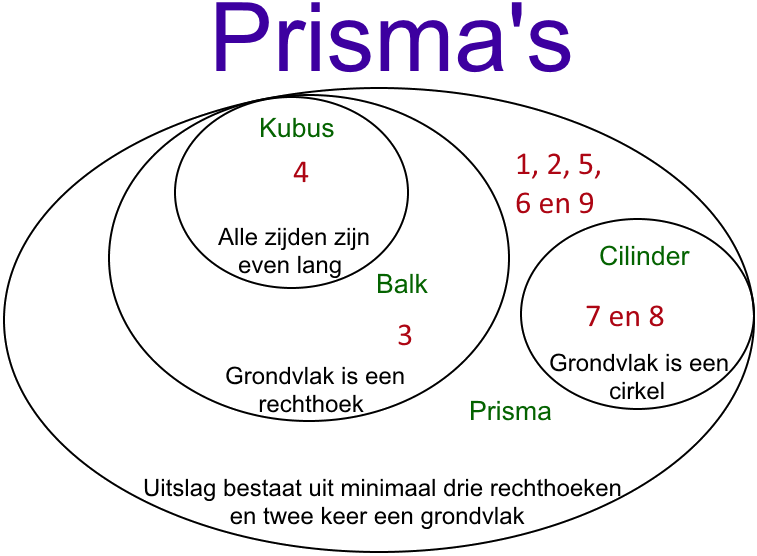 Prisma's
Kubus
4
Alle zijden zijn
even lang
1, 2, 5,
6 en 9
Balk
3
Grondvlak is een
rechthoek
Cilinder
7 en 8
Grondvlak is een
cirkel
Prisma
Uitslag bestaat uit minimaal drie rechthoeken
en twee keer een grondvlak